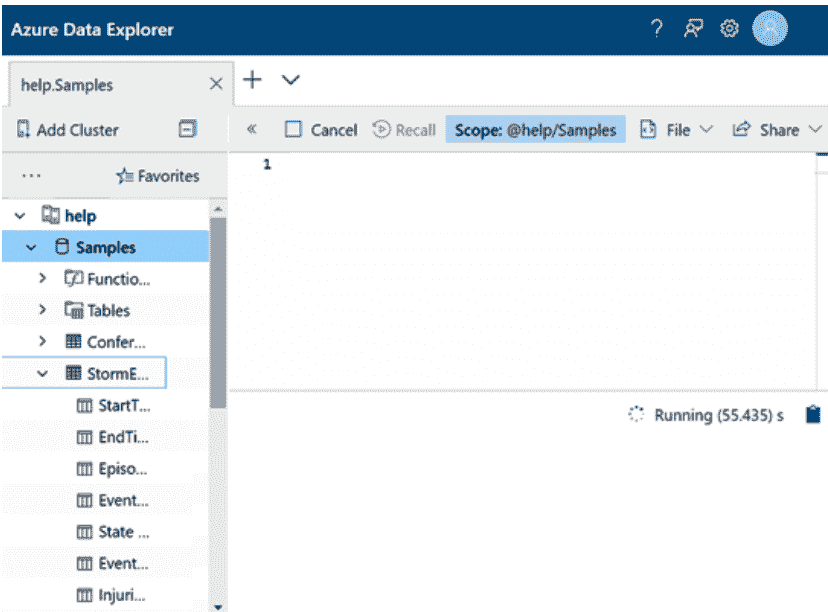 Azure Data Explorer
help.Samples
Add Cluster
Cancel Recall Scope: @help/Samples File Share
... Favorites
1
help
Samples
Functio...
Tables
Confer...
StormE...
StartT...
EndTi...
Episo...
Event...
State ...
Event...
Injuri...
Running (55.435) s